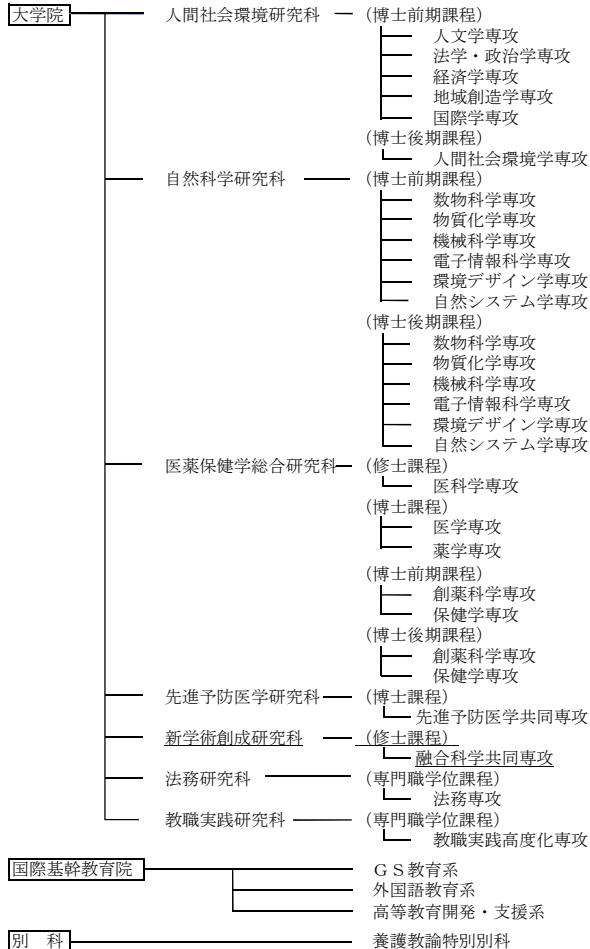 大学院 人間社会環境研究科 (博士前期課程)
人文学専攻
法学・政治学専攻
経済学専攻
地域創造学専攻
国際学専攻
(博士後期課程)
人間社会環境学専攻
自然科学研究科 (博士前期課程)
数物科学専攻
物質化学専攻
機械科学専攻
電子情報科学専攻
環境デザイン学専攻
自然システム学専攻
(博士後期課程)
数物科学専攻
物質化学専攻
機械科学専攻
電子情報科学専攻
環境デザイン学専攻
自然システム学専攻
医薬保健学総合研究科 (修士課程)
医科学専攻
(博士課程)
医学専攻
薬学専攻
(博士前期課程)
創薬科学専攻
保健学専攻
(博士後期課程)
創薬科学専攻
保健学専攻
先進予防医学研究科 (博士課程)
先進予防医学共同専攻
新学術創成研究科 (修士課程)
融合科学共同専攻
法務研究科 (専門職学位課程)
法務専攻
教職実践研究科 (専門職学位課程)
教職実践高度化専攻
国際基幹教育院 ＧＳ教育系
外国語教育系
高等教育開発・支援系
別　科 養護教諭特別別科